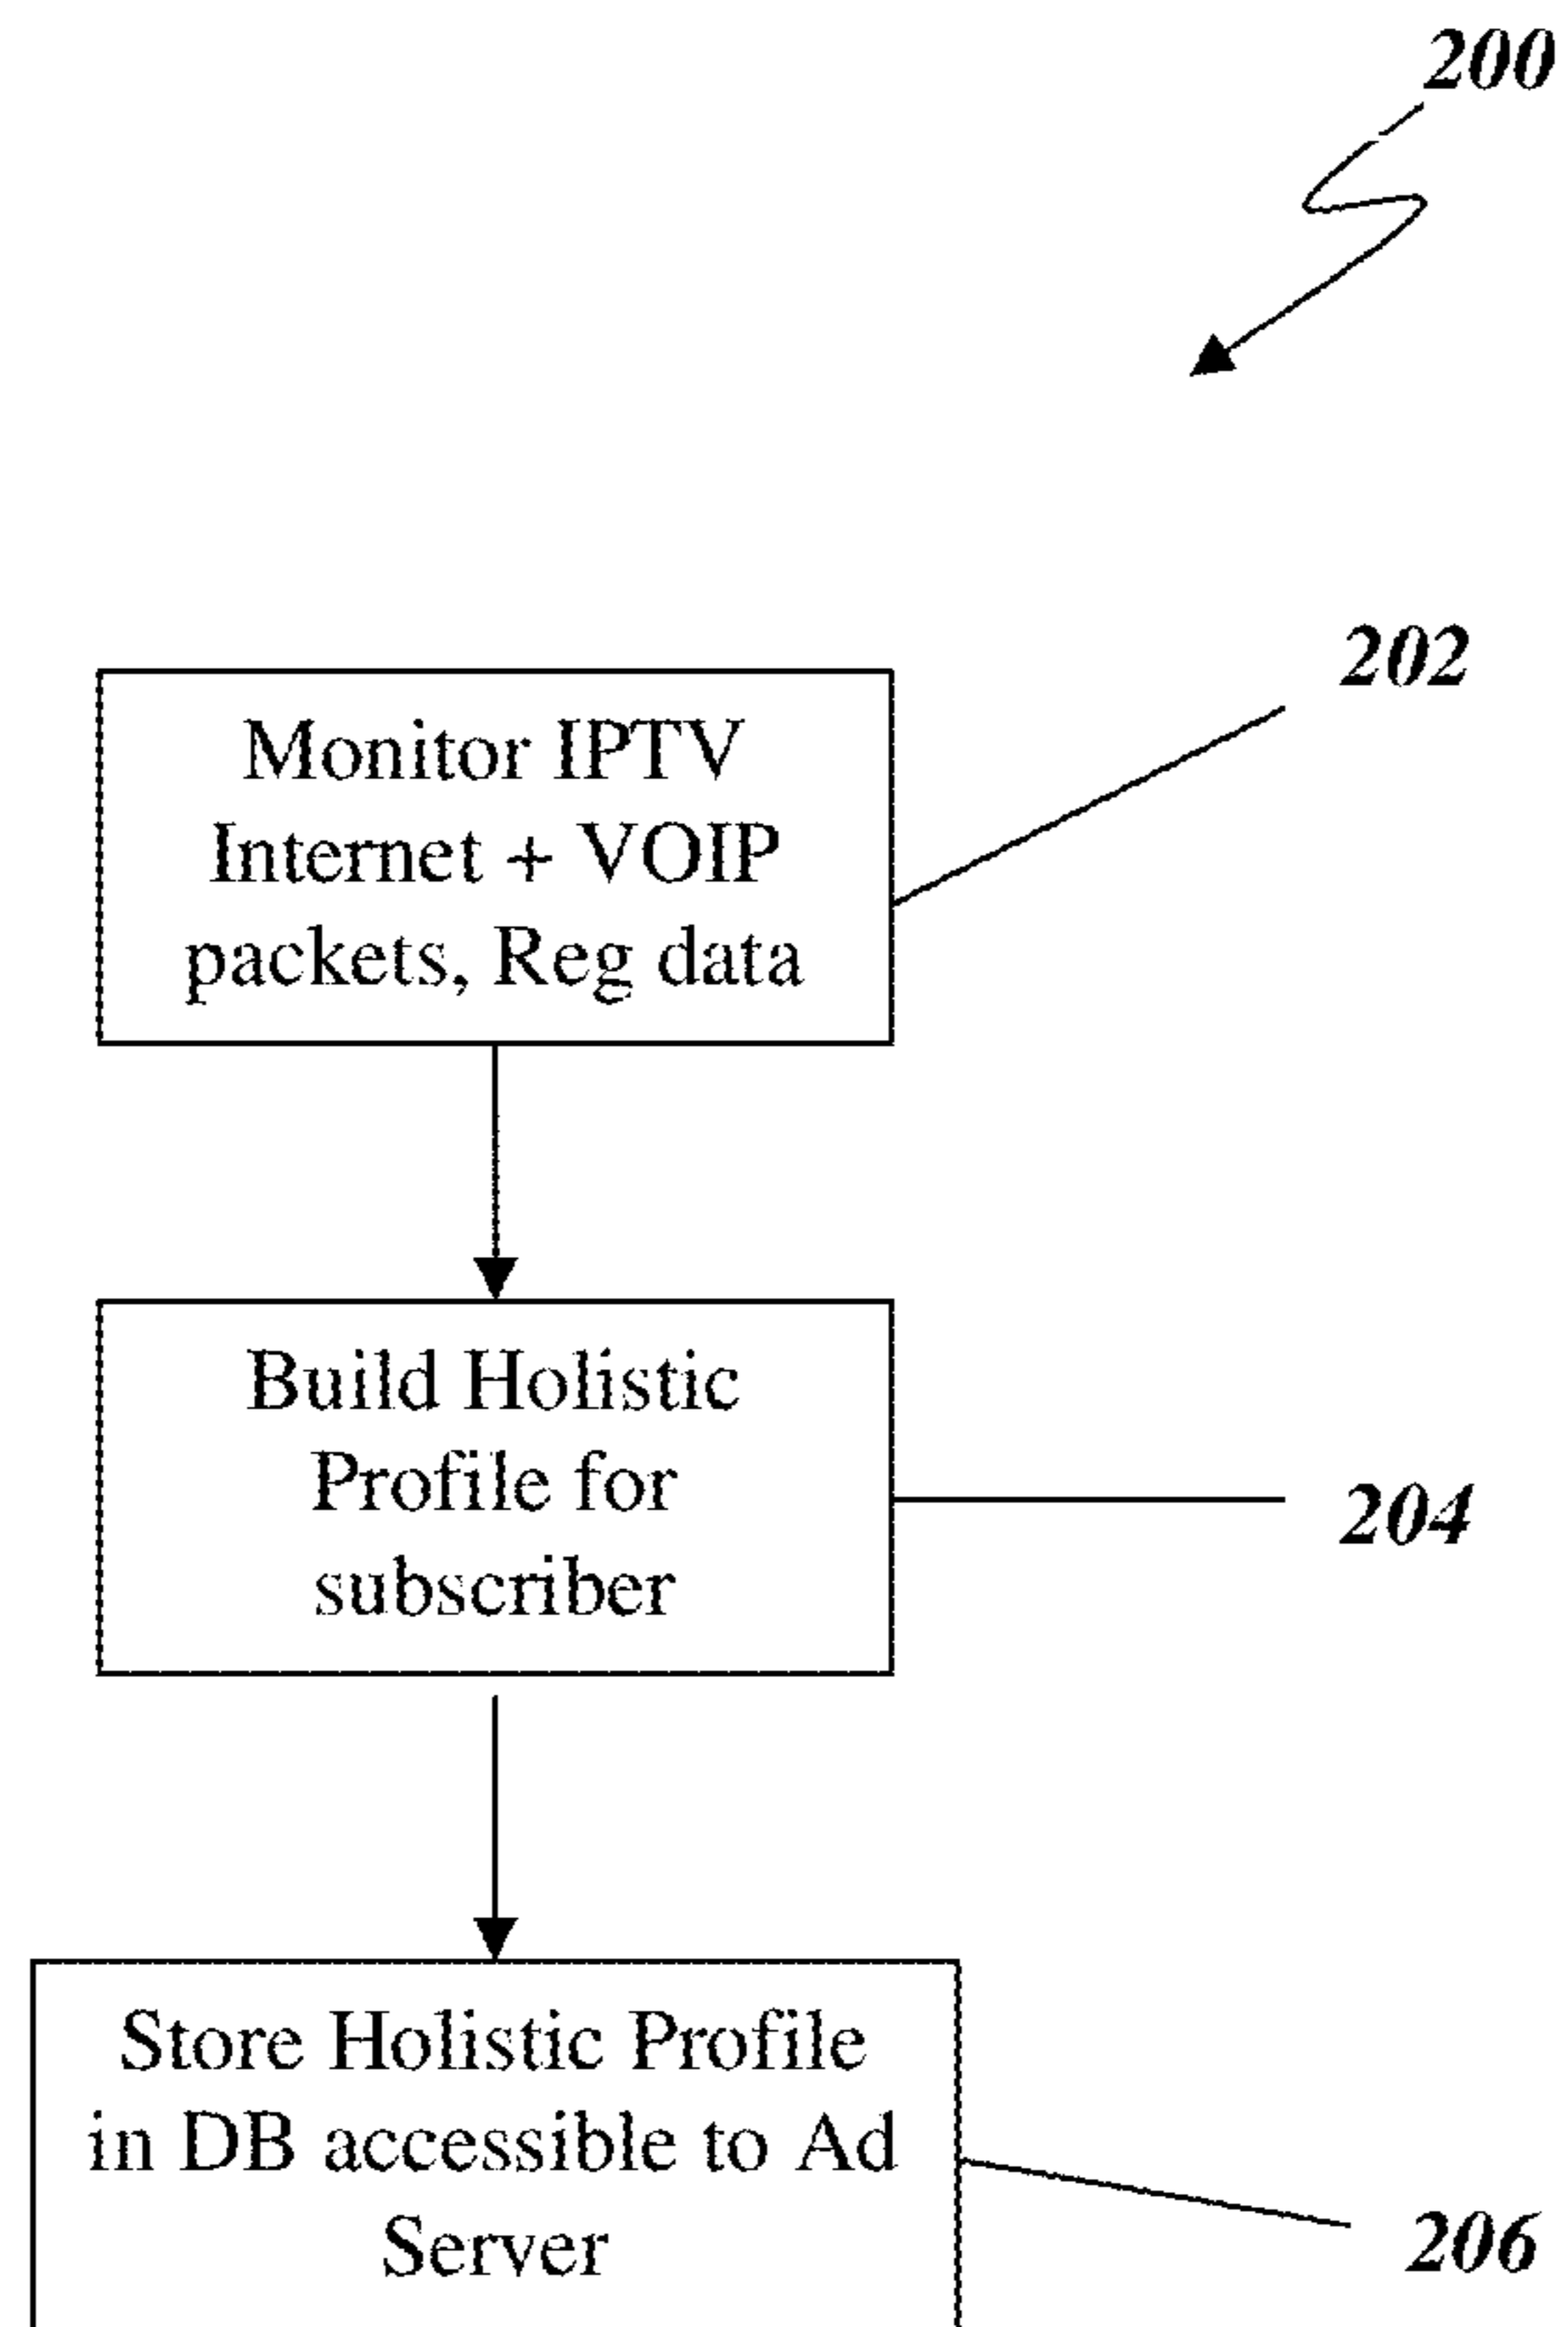 200
202
Monitor IPTV
Internet + VOIP
packets, Reg data
Build Holistic
Profile for
subscriber
204
Store Holistic Profile
in DB accessible to Ad
Server
206